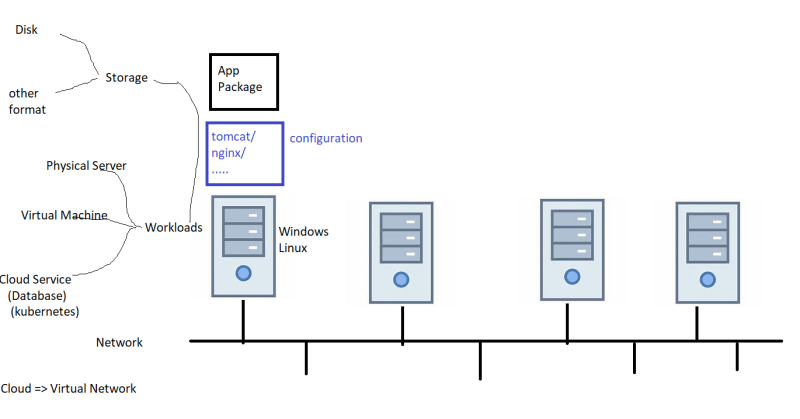 Disk
Storage
other
format
App
Package
tomcat/
nginx/
.....
configuration
Physical Server
Virtual Machine
Workloads
Windows
Linux
Cloud Service
(Database)
(kubernetes)
Network
Cloud => Virtual Network